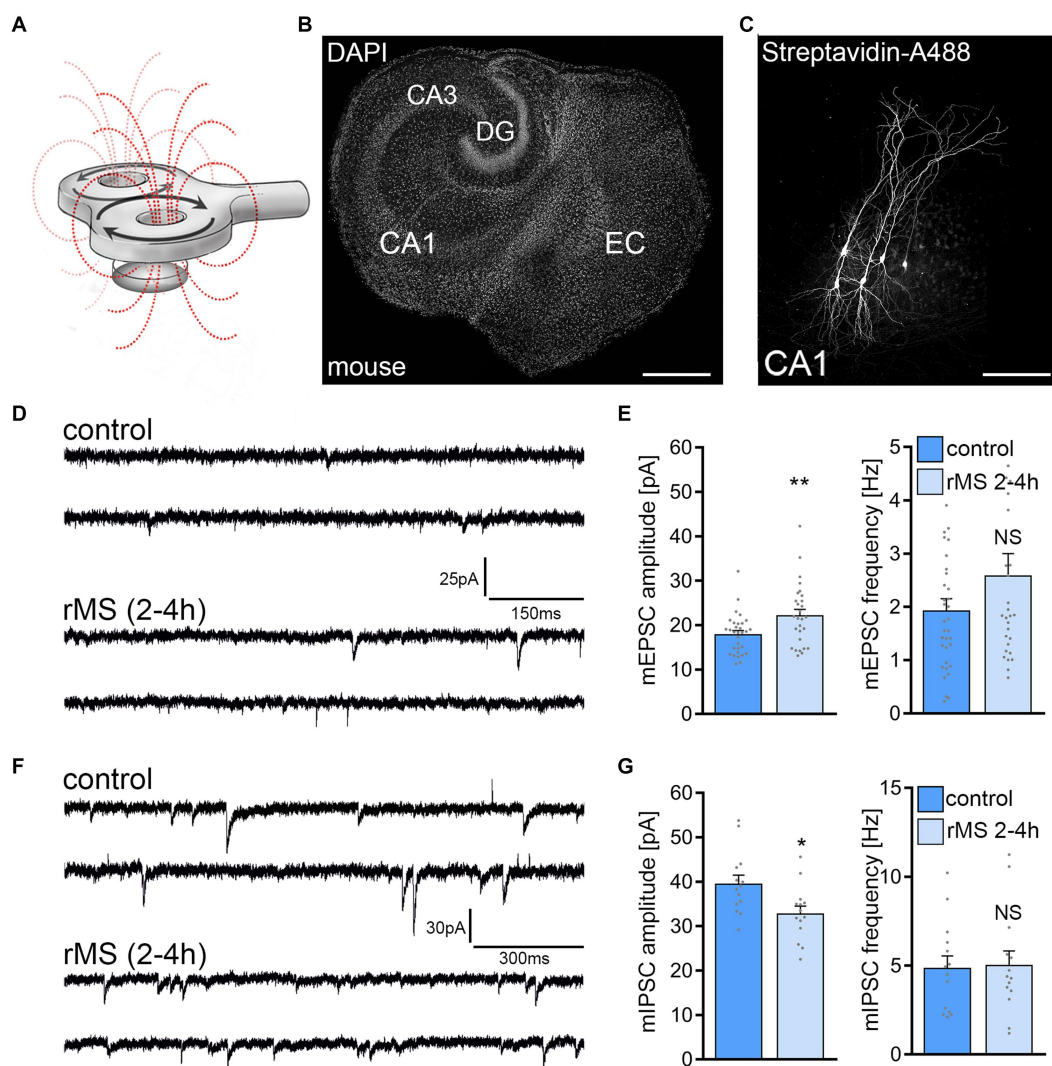 A
B
DAPI
CA3
DG
CA1
EC
mouse
C
Streptavidin-A488
CA1
D
control
25pA
150ms
rMS (2-4h)
E
mEPSC amplitude [pA]
60
50
40
30
20
10
0
**
mEPSC frequency [Hz]
5
4
3
2
1
0
control
rMS 2-4h
NS
F
control
30pA
300ms
rMS (2-4h)
G
mIPSC amplitude [pA]
60
50
40
30
20
10
0
*
mIPSC frequency [Hz]
15
10
5
0
control
rMS 2-4h
NS